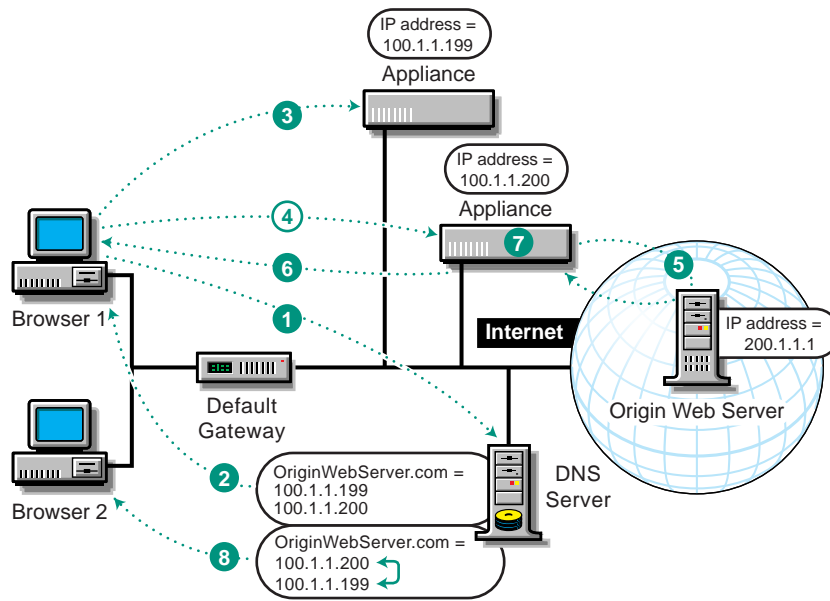 IP address =
100.1.1.199
Appliance
3
IP address =
100.1.1.200
Appliance
4
7
6
5
Browser 1
1
Internet
IP address =
200.1.1.1
Origin Web Server
Default
Gateway
2
OriginWebServer.com =
100.1.1.199
100.1.1.200
DNS
Server
Browser 2
8
OriginWebServer.com =
100.1.1.200
100.1.1.199